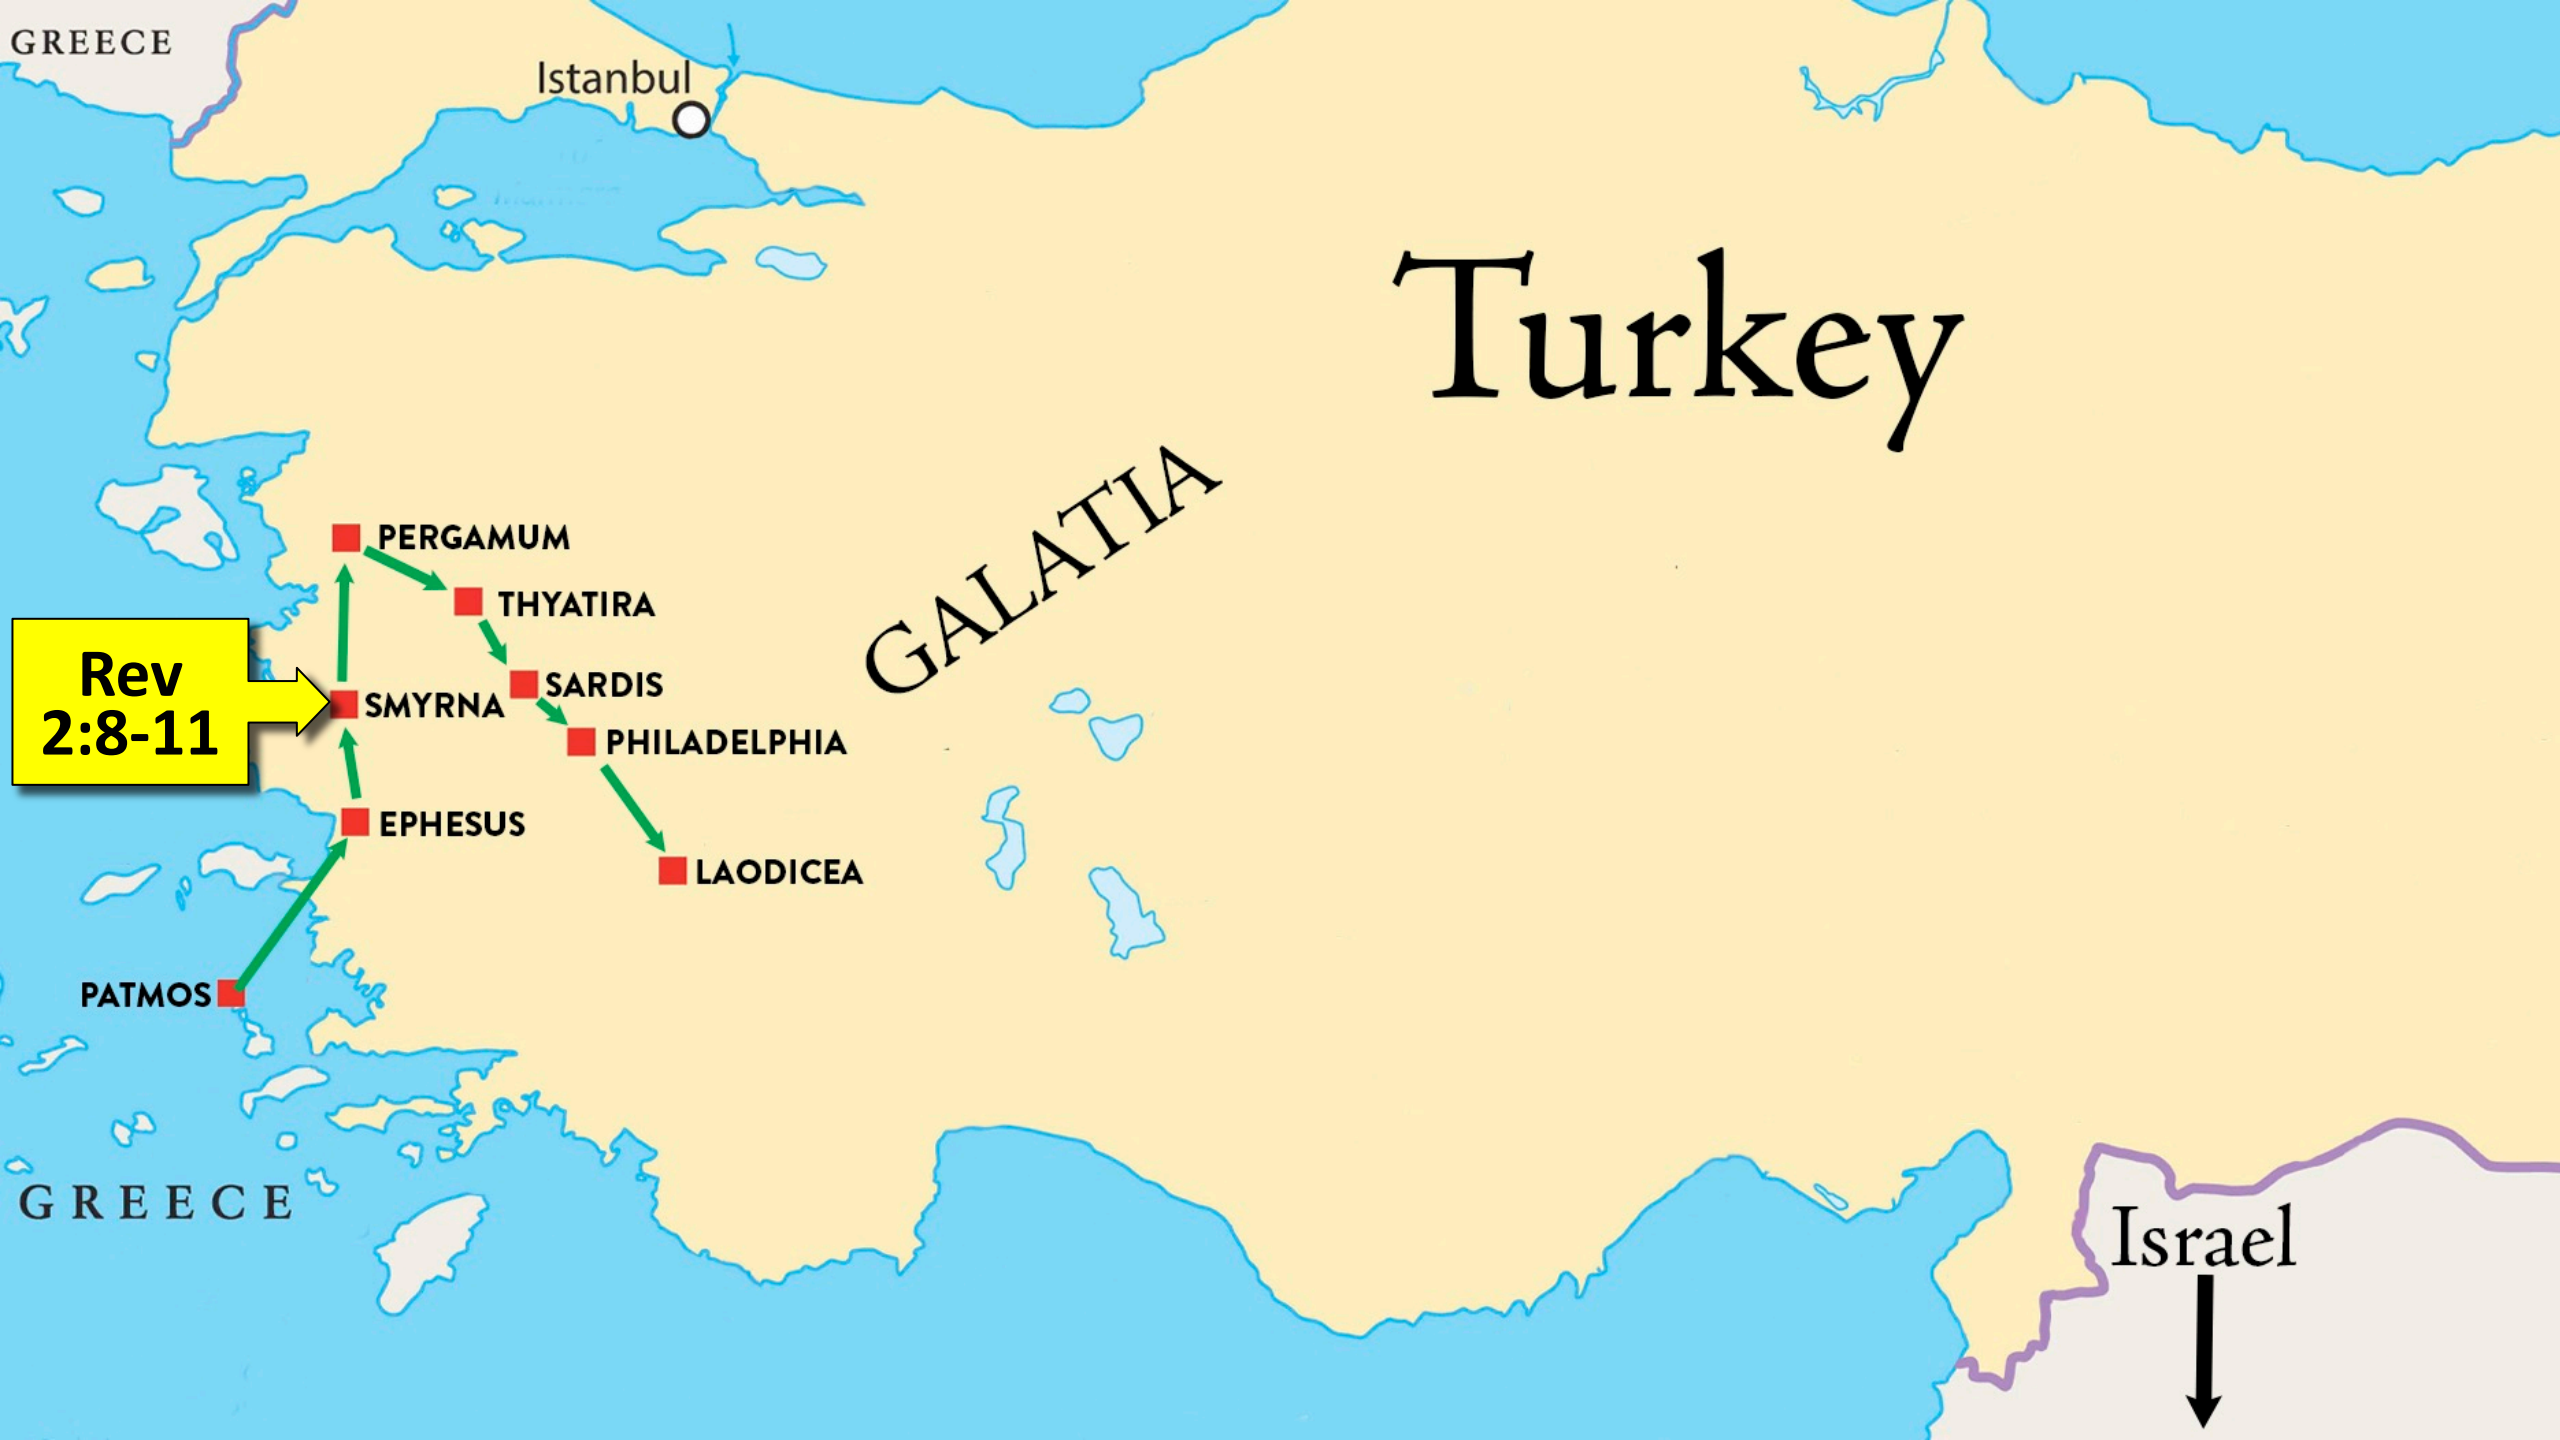 GREECE
Istanbul
Turkey
GALATIA
PERGAMUM
THYATIRA
Rev
2:8-11
SMYRNA
SARDIS
PHILADELPHIA
EPHESUS
LAODICEA
PATMOS
GREECE
Israel